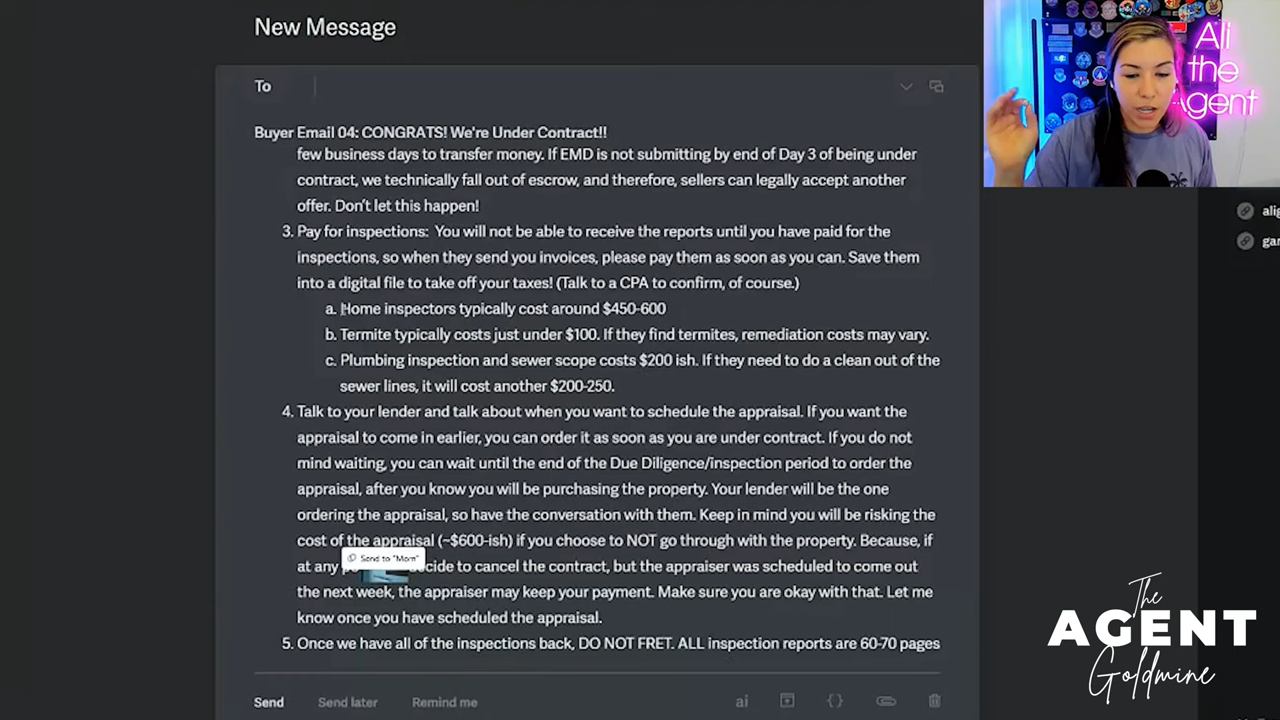 New Message
To
Buyer Email 04: CONGRATS! We're Under Contract!!
few business days to transfer money. If EMD is not submitting by end of Day 3 of being under
contract, we technically fall out of escrow, and therefore, sellers can legally accept another
offer. Don't let this happen!
3. Pay for inspections: You will not be able to receive the reports until you have paid for the
inspections, so when they send you invoices, please pay them as soon as you can. Save them
into a digital file to take off your taxes! (Talk to a CPA to confirm, of course.)
a. Home inspectors typically cost around $450-600
b. Termite typically costs just under $100. If they find termites, remediation costs may vary.
c. Plumbing inspection and sewer scope costs $200 ish. If they need to do a clean out of the
sewer lines, it will cost another $200-250.
4. Talk to your lender and talk about when you want to schedule the appraisal. If you want the
appraisal to come in earlier, you can order it as soon as you are under contract. If you do not
mind waiting, you can wait until the end of the Due Diligence/inspection period to order the
appraisal, after you know you will be purchasing the property. Your lender will be the one
ordering the appraisal, so have the conversation with them. Keep in mind you will be risking the
cost of the appraisal (~$600-ish) if you choose to NOT go through with the property. Because, if
Send to "Mom"
at any decide to cancel the contract, but the appraiser was scheduled to come out
the next week, the appraiser may keep your payment. Make sure you are okay with that. Let me
know once you have scheduled the appraisal.
5. Once we have all of the inspections back, DO NOT FRET. ALL inspection reports are 60-70 pages
Send Send later Remind me ai {}
Ali
the
Agent
The
AGENT
Goldmine